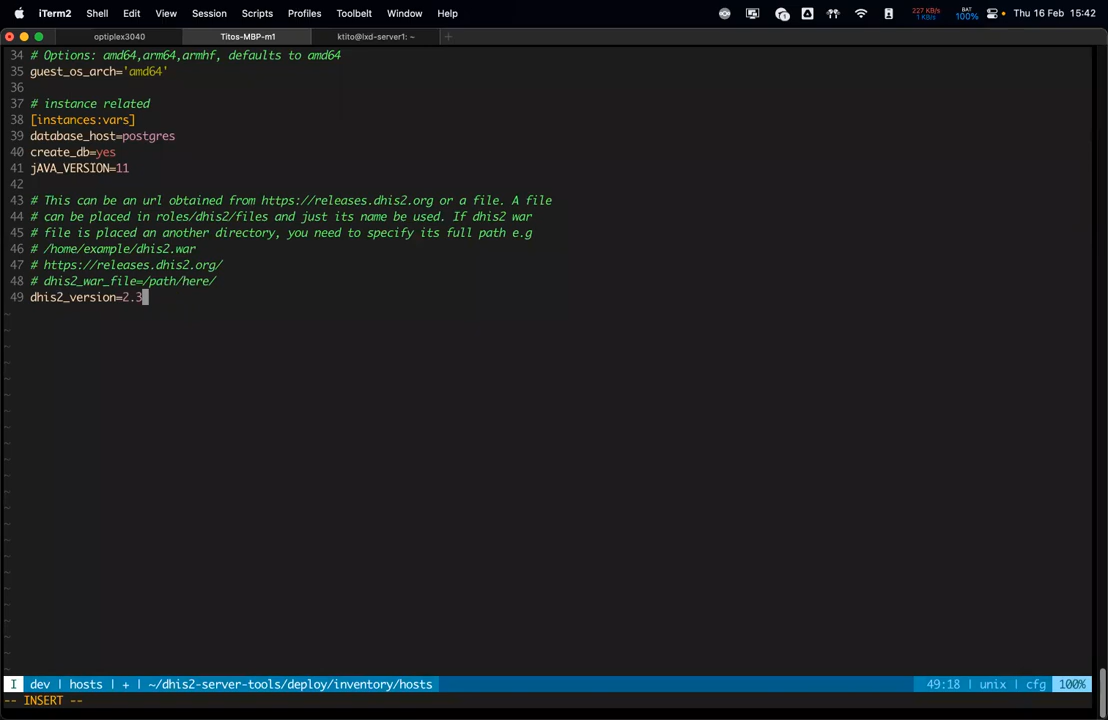 iTerm2 Shell Edit View Session Scripts Profiles Toolbelt Window Help 227 KB/s 1 KB/s BAT 100% Thu 16 Feb 15:42
optiplex3040 Titos-MBP-m1 ktito@lxd-server1: ~ +
34 # Options: amd64,arm64,armhf, defaults to amd64
35 guest_os_arch='amd64'
36
37 # instance related
38 [instances:vars]
39 database_host=postgres
40 create_db=yes
41 jAVA_VERSION=11
42
43 # This can be an url obtained from https://releases.dhis2.org or a file. A file
44 # can be placed in roles/dhis2/files and just its name be used. If dhis2 war
45 # file is placed an another directory, you need to specify its full path e.g
46 # /home/example/dhis2.war
47 # https://releases.dhis2.org/
48 # dhis2_war_file=/path/here/
49 dhis2_version=2.3
I dev | hosts | + | ~/dhis2-server-tools/deploy/inventory/hosts 49:18 | unix | cfg 100%
-- INSERT --